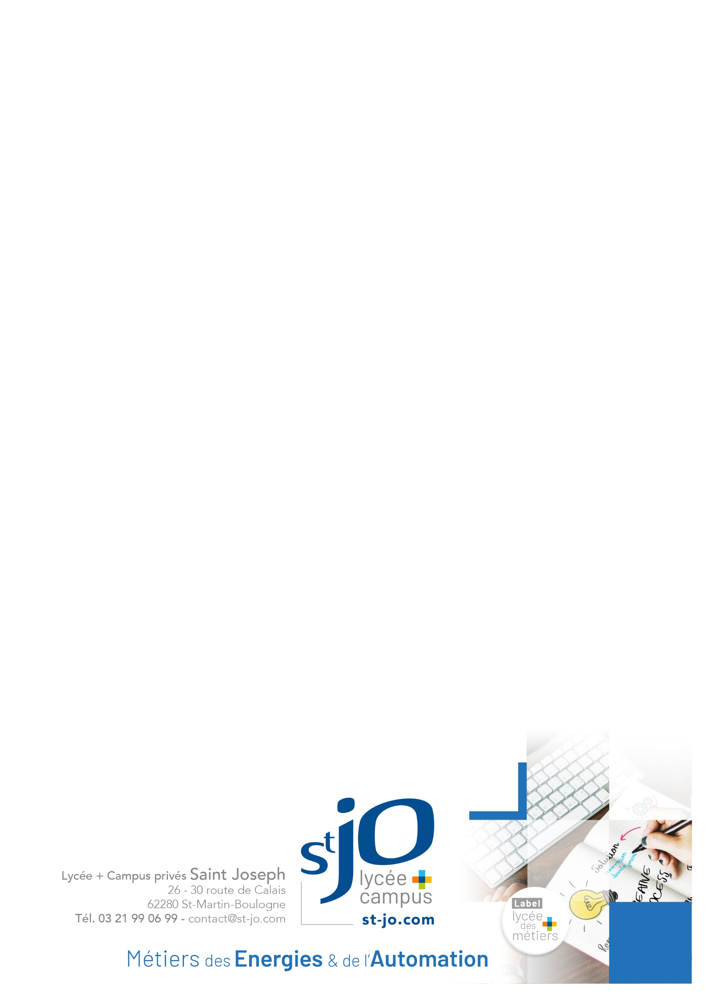 st jo
lycée
campus
st-jo.com
Lycée + Campus privés Saint Joseph
26 - 30 route de Calais
62280 St-Martin-Boulogne
Tél. 03 21 99 06 99 - contact@st-jo.com
Métiers des Energies & de l'Automation
Label
lycée
des
métiers
Solution
innovation
development